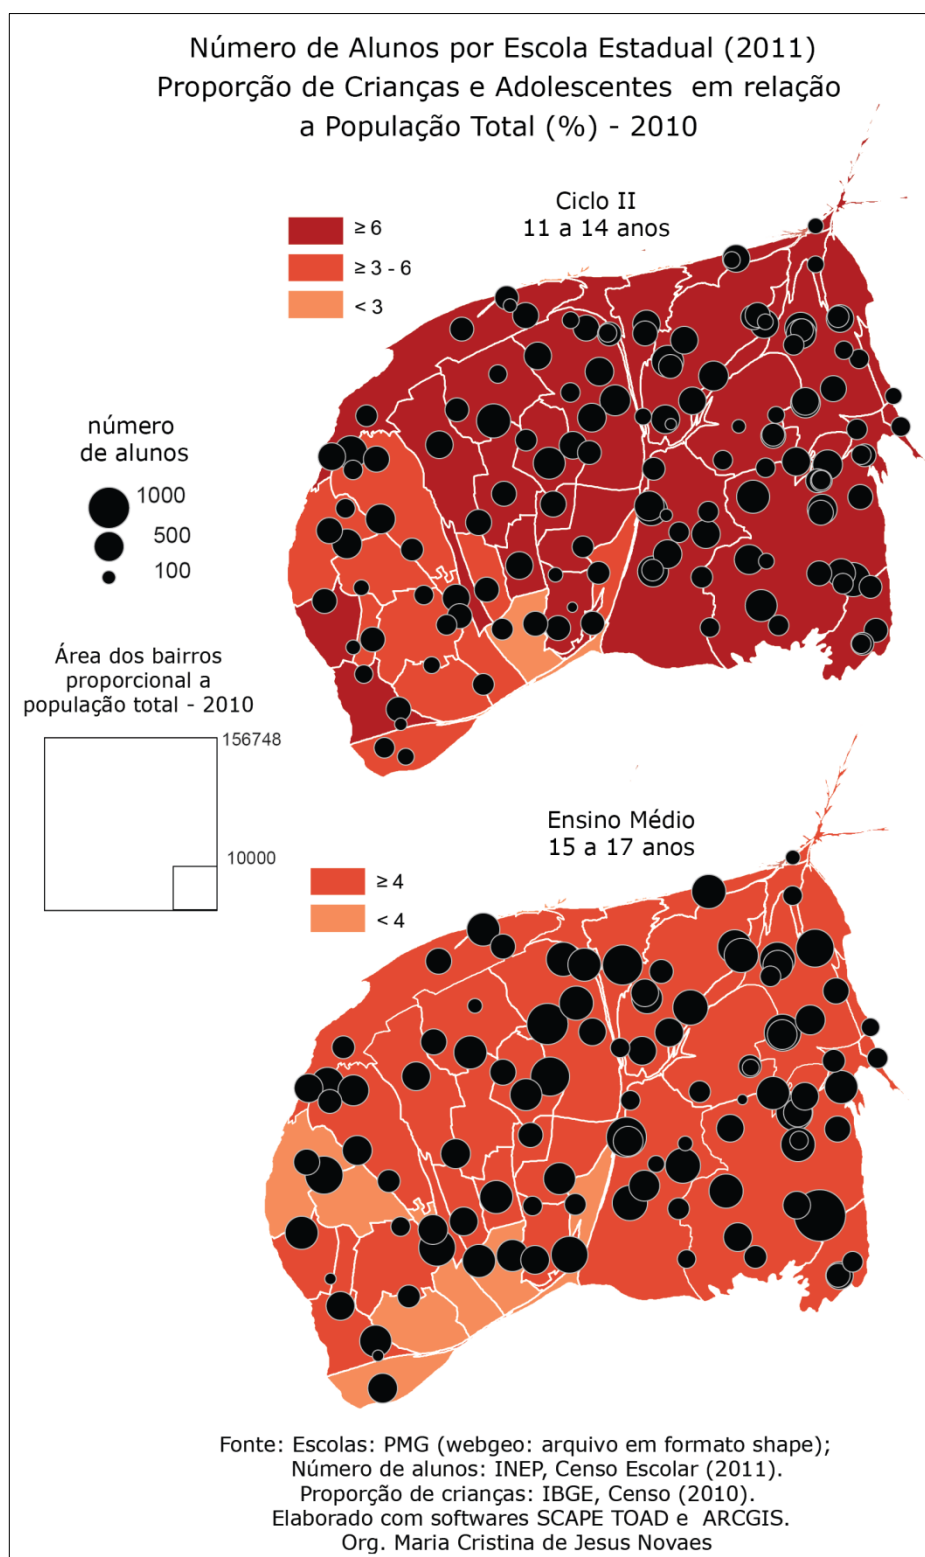 Número de Alunos por Escola Estadual (2011)
Proporção de Crianças e Adolescentes em relação
a População Total (%) - 2010
Ciclo II
11 a 14 anos
≥ 6
≥ 3 - 6
< 3
número
de alunos
1000
500
100
Área dos bairros
proporcional a
população total - 2010
156748
10000
Ensino Médio
15 a 17 anos
≥ 4
< 4
Fonte: Escolas: PMG (webgeo: arquivo em formato shape);
Número de alunos: INEP, Censo Escolar (2011).
Proporção de crianças: IBGE, Censo (2010).
Elaborado com softwares SCAPE TOAD e ARCGIS.
Org. Maria Cristina de Jesus Novaes